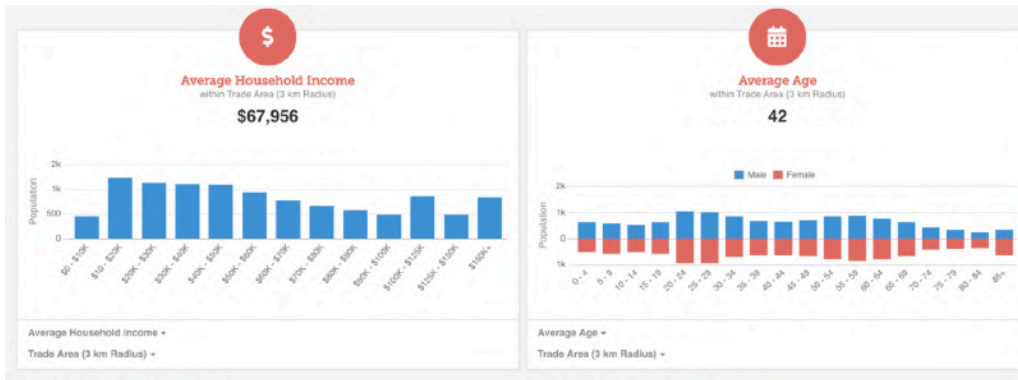 Average Household Income
within Trade Area (3 km Radius)
$67,956
2k
1k
500
0
Population
$0 - $10K
$10 - $20K
$20K - $30K
$30K - $40K
$40K - $50K
$50K - $60K
$60K - $70K
$70K - $80K
$80K - $90K
$90K - $100K
$100K - $125K
$125K - $150K
$150K+
Average Household Income
Trade Area (3 km Radius)
Average Age
within Trade Area (3 km Radius)
42
Male Female
2k
1k
0
1k
Population
0 - 4
5 - 9
10 - 14
15 - 19
20 - 24
25 - 29
30 - 34
35 - 39
40 - 44
45 - 49
50 - 54
55 - 59
60 - 64
65 - 69
70 - 74
75 - 79
80 - 84
85+
Average Age
Trade Area (3 km Radius)